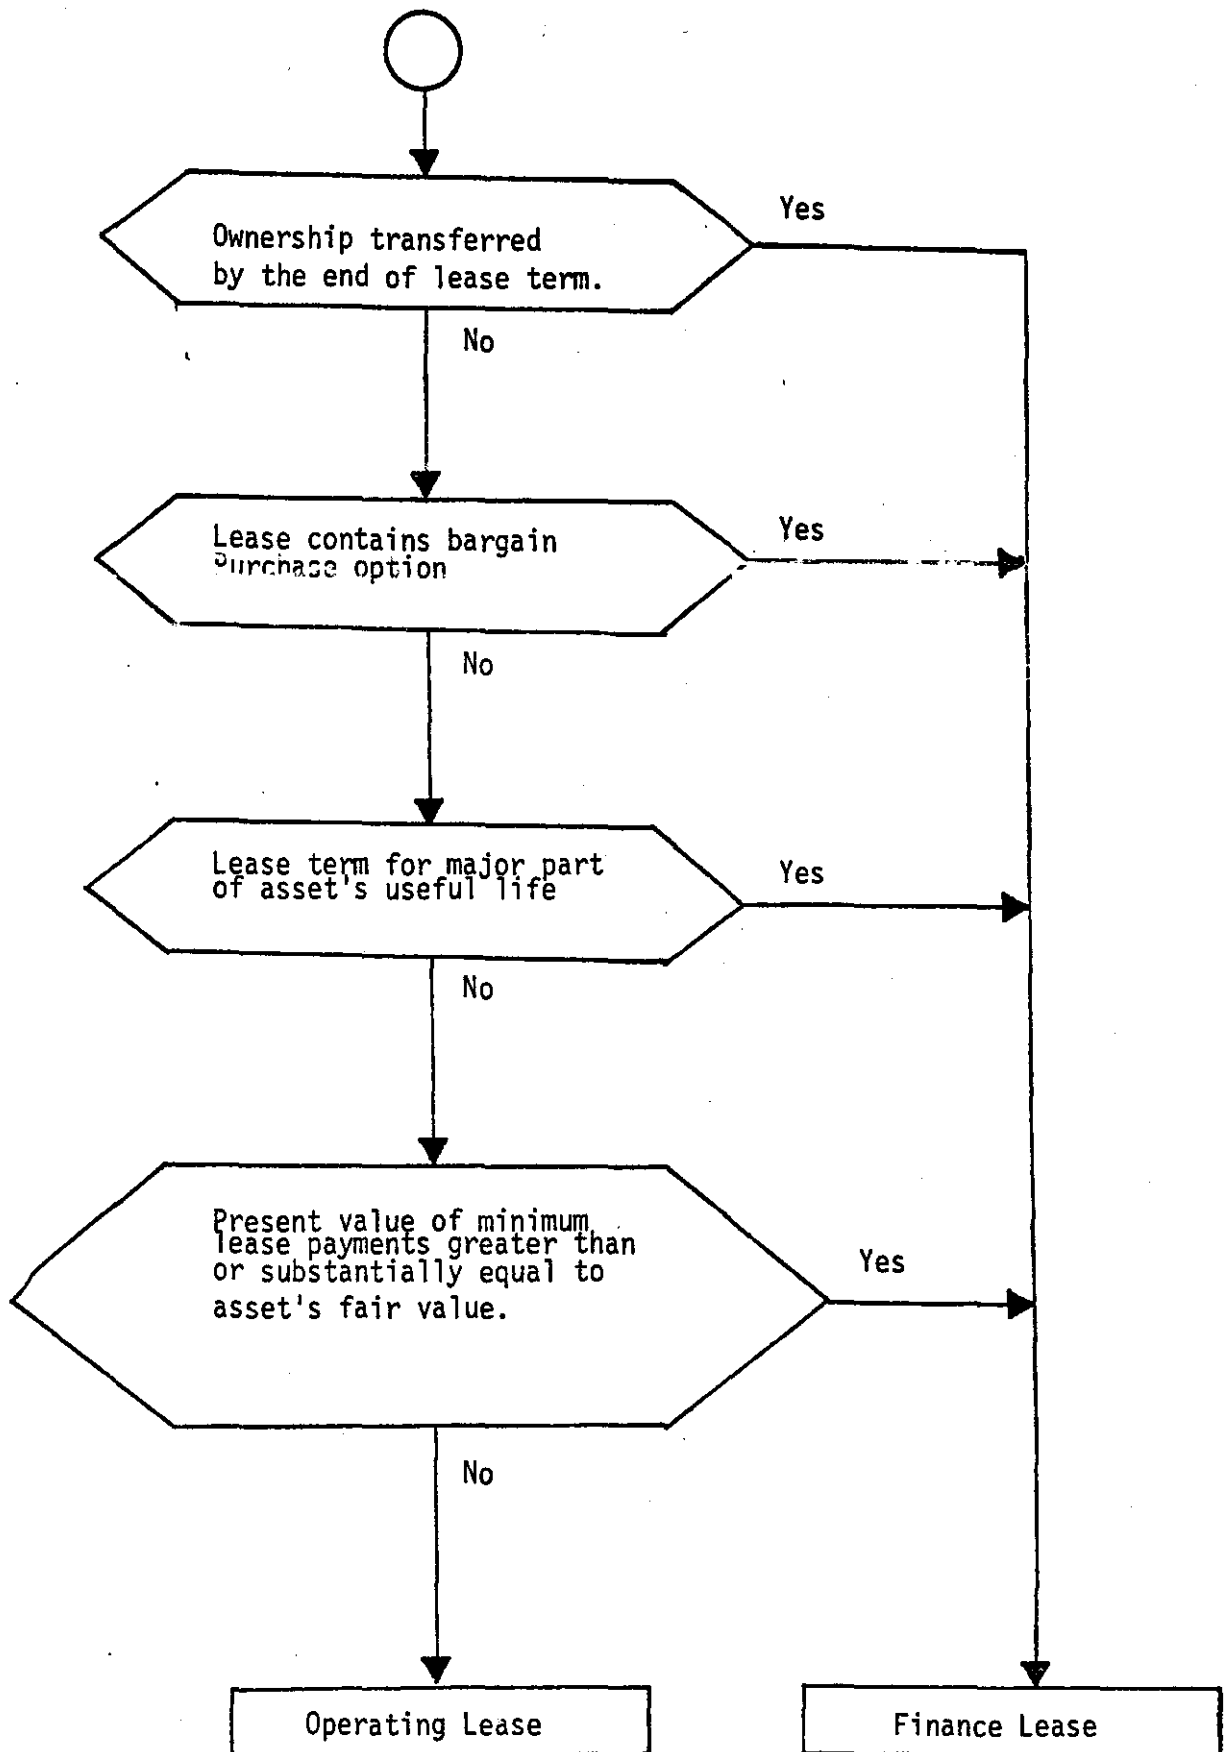 Yes
Ownership transferred
by the end of lease term.
No
Yes
Lease contains bargain
Purchase option
No
Yes
Lease term for major part
of asset's useful life
No
Present value of minimum
lease payments greater than
or substantially equal to
asset's fair value.
Yes
No
Operating Lease
Finance Lease